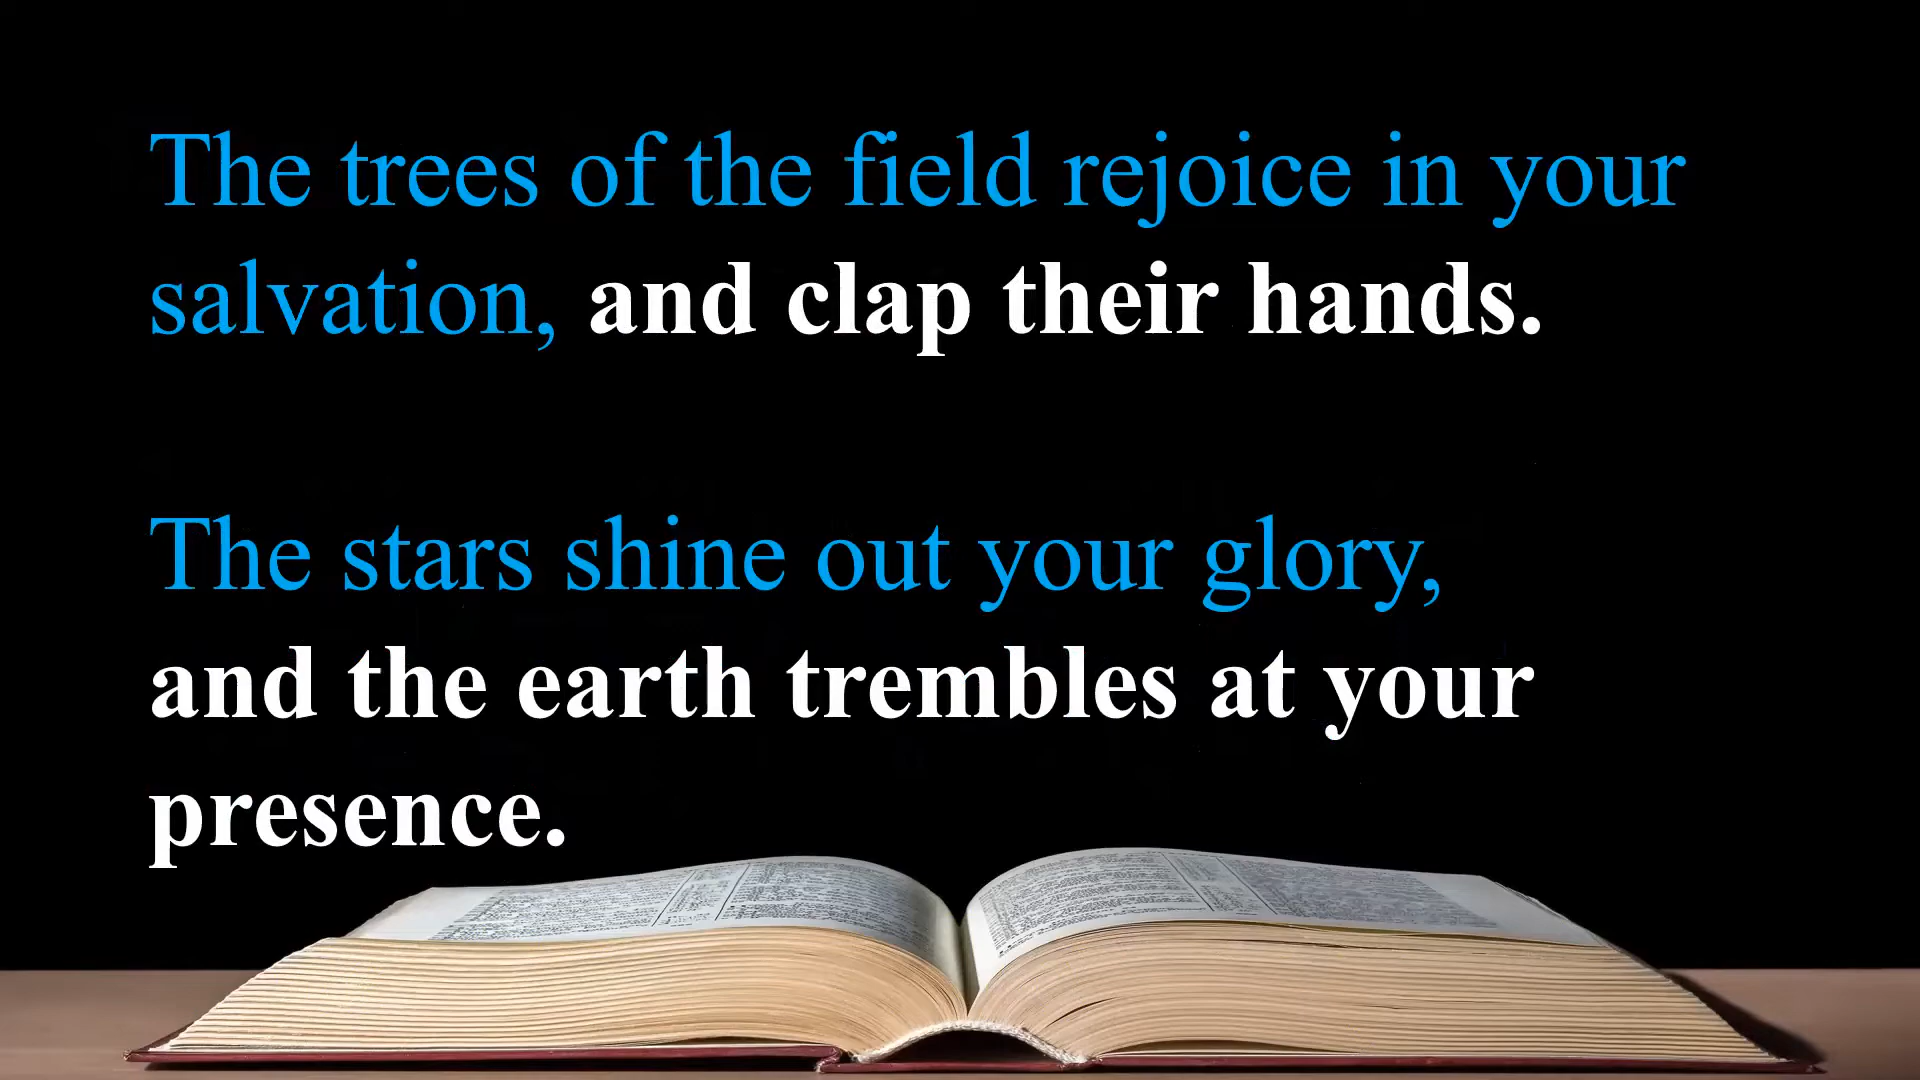 The trees of the field rejoice in your
salvation, and clap their hands.
The stars shine out your glory,
and the earth trembles at your
presence.